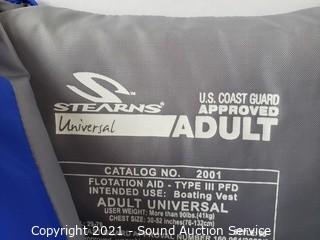 STEARNS™
Universal
U.S. COAST GUARD
APPROVED
ADULT
CATALOG NO. 2001
FLOTATION AID - TYPE III PFD
INTENDED USE: Boating Vest
ADULT UNIVERSAL
USER WEIGHT: More than 90lbs.(41kg)
CHEST SIZE: 30-52 inches(76-132cm)
Copyright 2021 - Sound Auction Service